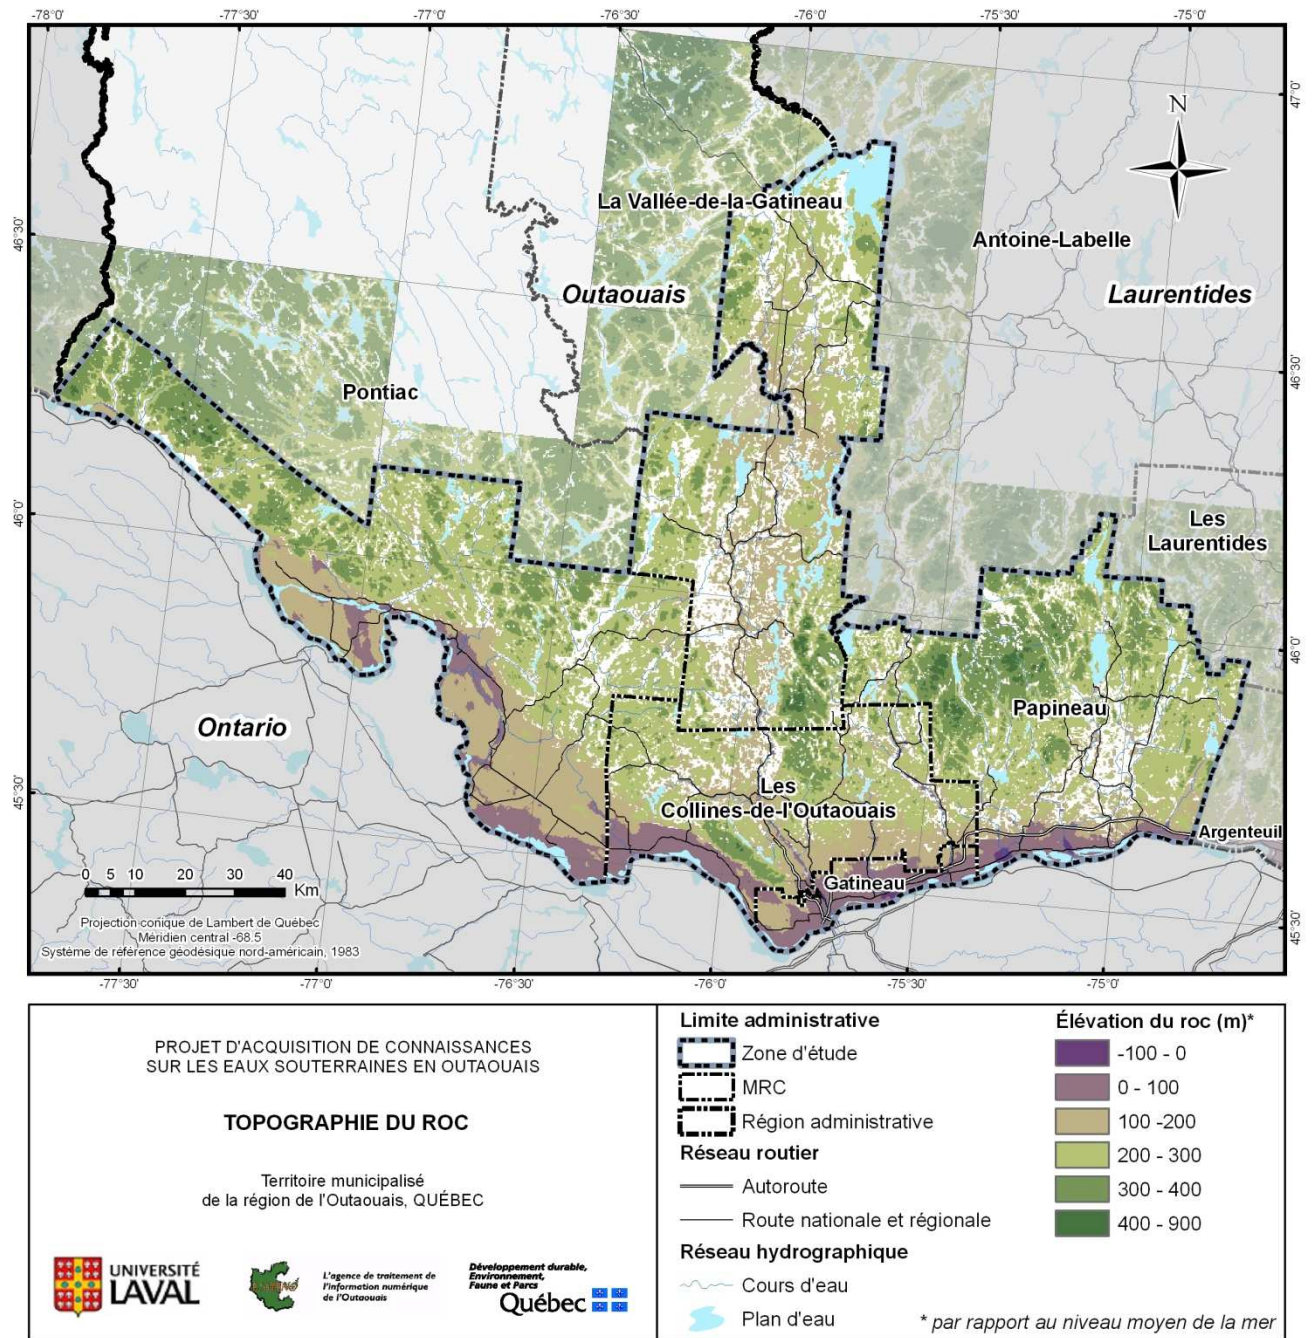 -78°0' -77°30' -77°0' -76°30' -76°0' -75°30' -75°0'
47°0'
N
La Vallée-de-la-Gatineau
46°30'
Antoine-Labelle
Outaouais
Laurentides
46°30'
Pontiac
46°0'
Les
Laurentides
46°0'
Papineau
Ontario
Les
Collines-de-l'Outaouais
45°30'
Argenteuil
Gatineau
0 5 10 20 30 40
Km
Projection conique de Lambert de Québec
Méridien central -68.5
Système de référence géodésique nord-américain, 1983
45°30'
-77°30' -77°0' -76°30' -76°0' -75°30' -75°0'
PROJET D'ACQUISITION DE CONNAISSANCES
SUR LES EAUX SOUTERRAINES EN OUTAOUAIS
TOPOGRAPHIE DU ROC
Territoire municipalisé
de la région de l'Outaouais, QUÉBEC
UNIVERSITÉ
LAVAL
L'agence de traitement de
l'information numérique
de l'Outaouais
Développement durable,
Environnement,
Faune et Parcs
Québec
Limite administrative
Zone d'étude
MRC
Région administrative
Réseau routier
Autoroute
Route nationale et régionale
Réseau hydrographique
Cours d'eau
Plan d'eau
Élévation du roc (m)*
-100 - 0
0 - 100
100 -200
200 - 300
300 - 400
400 - 900
* par rapport au niveau moyen de la mer